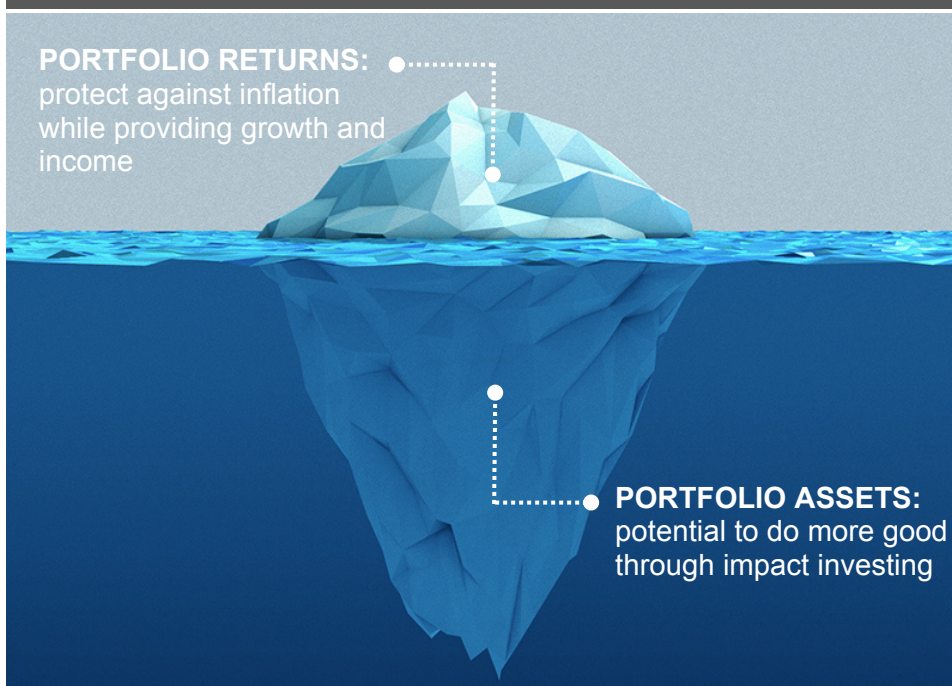 PORTFOLIO RETURNS:
protect against inflation
while providing growth and
income
PORTFOLIO ASSETS:
potential to do more good
through impact investing